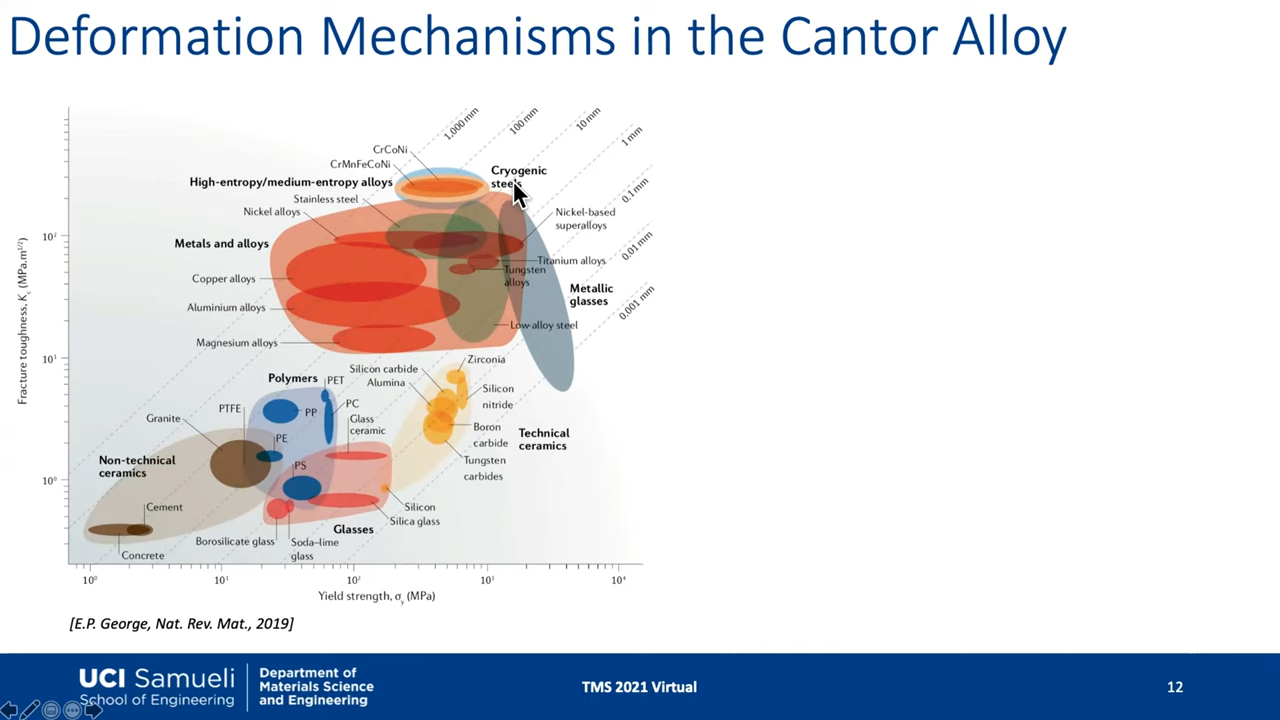 Deformation Mechanisms in the Cantor Alloy
1,000 mm
100 mm
10 mm
1 mm
0.1 mm
0.01 mm
0.001 mm
CrCoNi
CrMnFeCoNi
High-entropy/medium-entropy alloys
Cryogenic
steels
Stainless steel
Nickel alloys
Nickel-based
superalloys
Metals and alloys
Titanium alloys
Tungsten
alloys
Copper alloys
Metallic
glasses
Aluminium alloys
Low-alloy steel
Magnesium alloys
Zirconia
Silicon carbide
Alumina
Polymers
PET
Silicon
nitride
PTFE
PP
PC
Granite
Glass
ceramic
Boron
carbide
Technical
ceramics
PE
Non-technical
ceramics
PS
Tungsten
carbides
Cement
Silicon
Silica glass
Glasses
Borosilicate glass
Soda–lime
glass
Concrete
Fracture toughness, Kc (MPa.m1/2)
10²
10¹
10⁰
10⁰
10¹
10²
10³
10⁴
Yield strength, σy (MPa)
[E.P. George, Nat. Rev. Mat., 2019]
UCI Samueli
School of Engineering
Department of
Materials Science
and Engineering
TMS 2021 Virtual
12